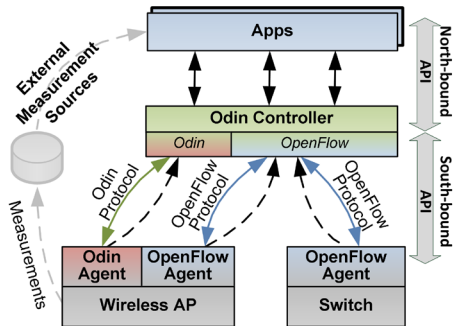 Apps
North-bound
API
External
Measurement
Sources
Odin Controller
Odin
OpenFlow
South-bound
API
Odin
Protocol
OpenFlow
Protocol
OpenFlow
Protocol
Measurements
Odin
Agent
OpenFlow
Agent
OpenFlow
Agent
Wireless AP
Switch